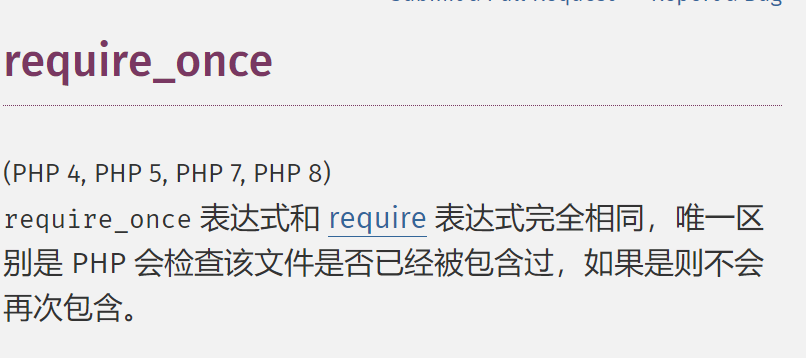 require_once
(PHP 4, PHP 5, PHP 7, PHP 8)
require_once 表达式和 require 表达式完全相同，唯一区
别是 PHP 会检查该文件是否已经被包含过，如果是则不会
再次包含。